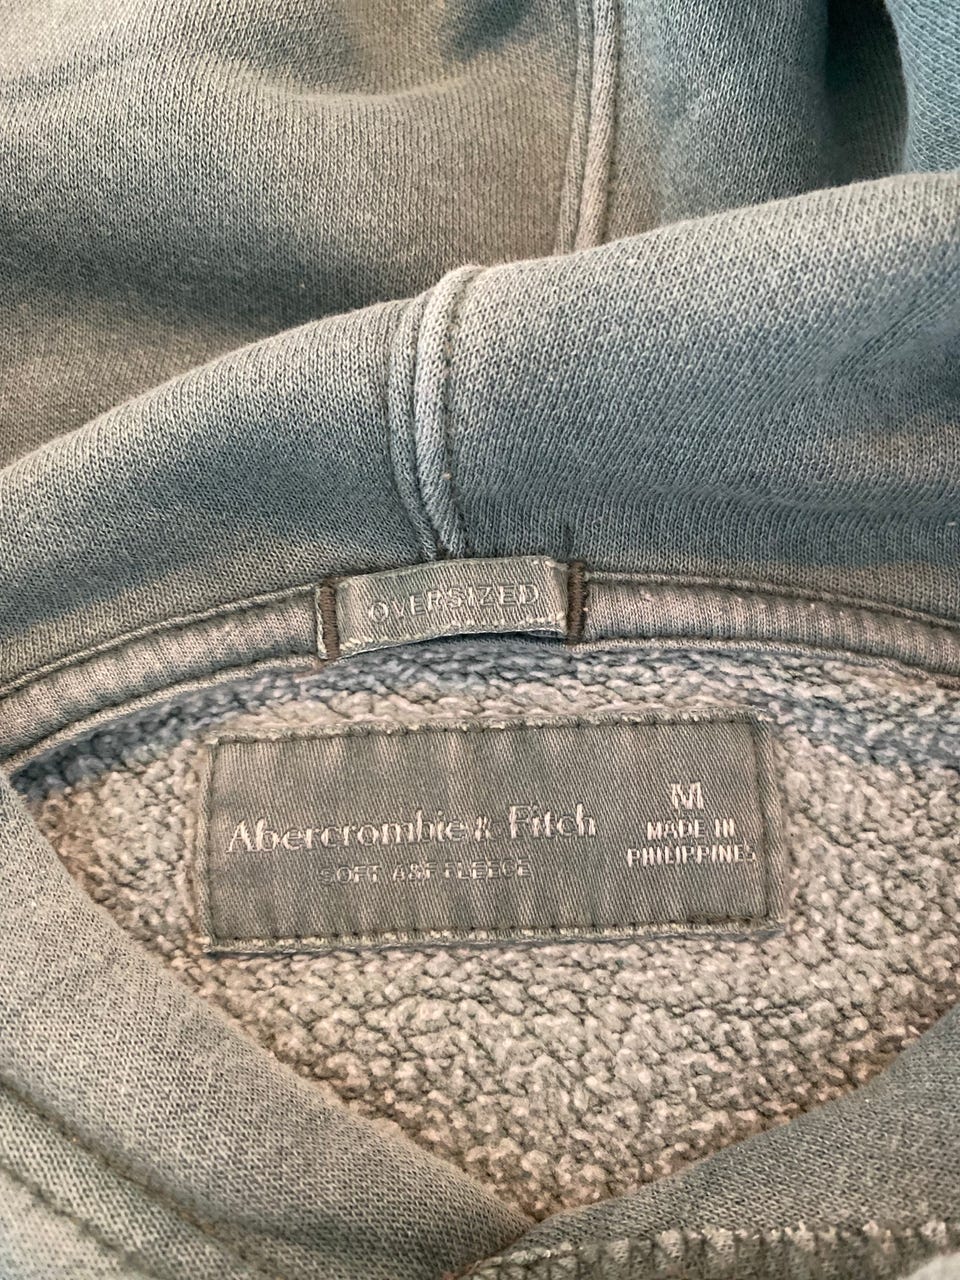 OVERSIZED
Abercrombie & Fitch
SOFT A&F FLEECE
M
MADE IN
PHILIPPINES